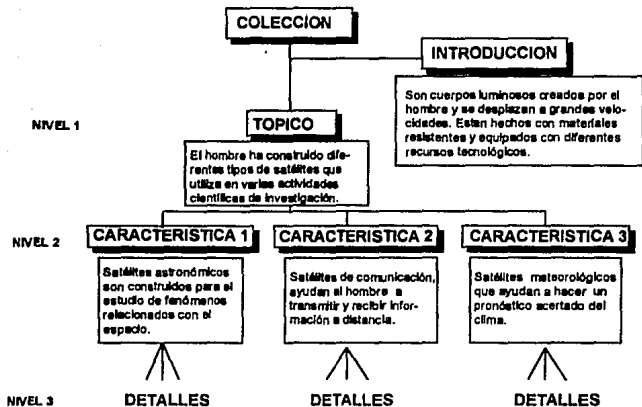 COLECCION
INTRODUCCION
Son cuerpos luminosos creados por el
hombre y se desplazan a grandes velo-
cidades. Estan hechos con materiales
resistentes y equipados con diferentes
recursos tecnológicos.
NIVEL 1
TOPICO
El hombre ha construido dife-
rentes tipos de satélites que
utiliza en varias actividades
científicas de investigación.
NIVEL 2
CARACTERISTICA 1
CARACTERISTICA 2
CARACTERISTICA 3
Satélites astronómicos
son construidos para el
estudio de fenómenos
relacionados con el
espacio.
Satélites de comunicación,
ayudan al hombre a
transmitir y recibir infor-
mación a distancia.
Satélites meteorológicos
que ayudan a hacer un
pronóstico acertado del
clima.
NIVEL 3
DETALLES
DETALLES
DETALLES